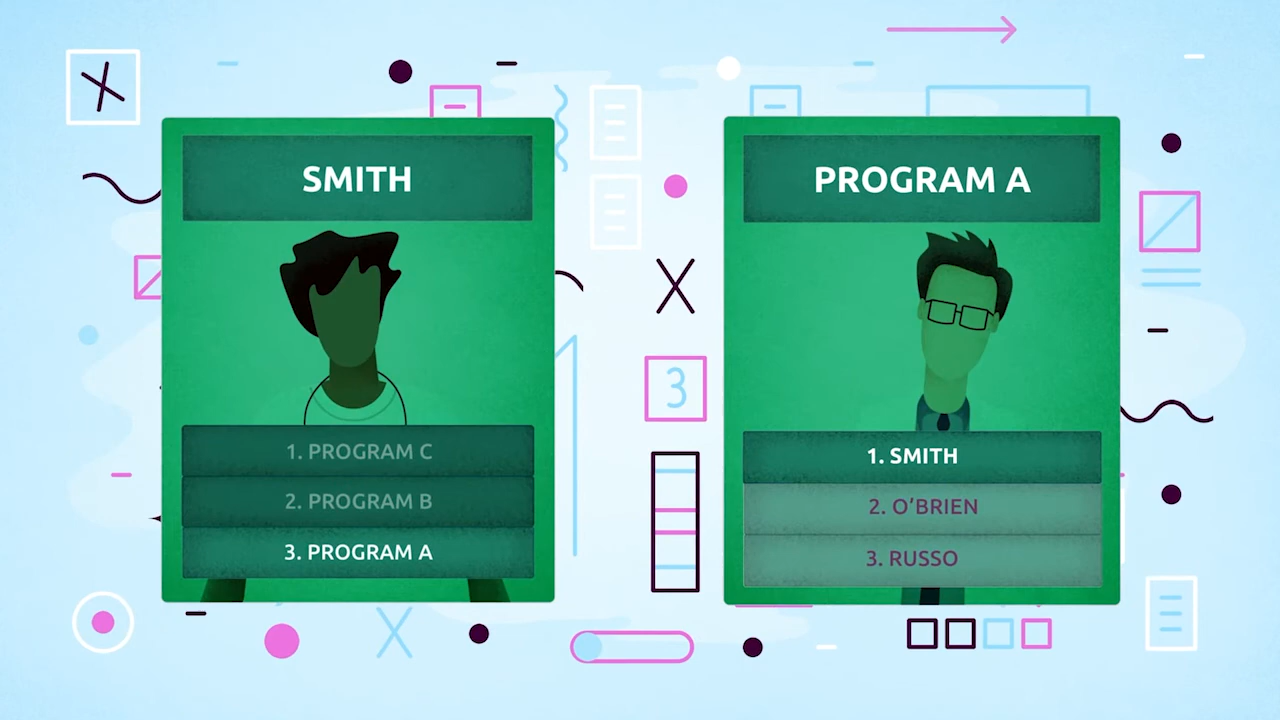 SMITH
1. PROGRAM C
2. PROGRAM B
3. PROGRAM A
3
PROGRAM A
1. SMITH
2. O’BRIEN
3. RUSSO